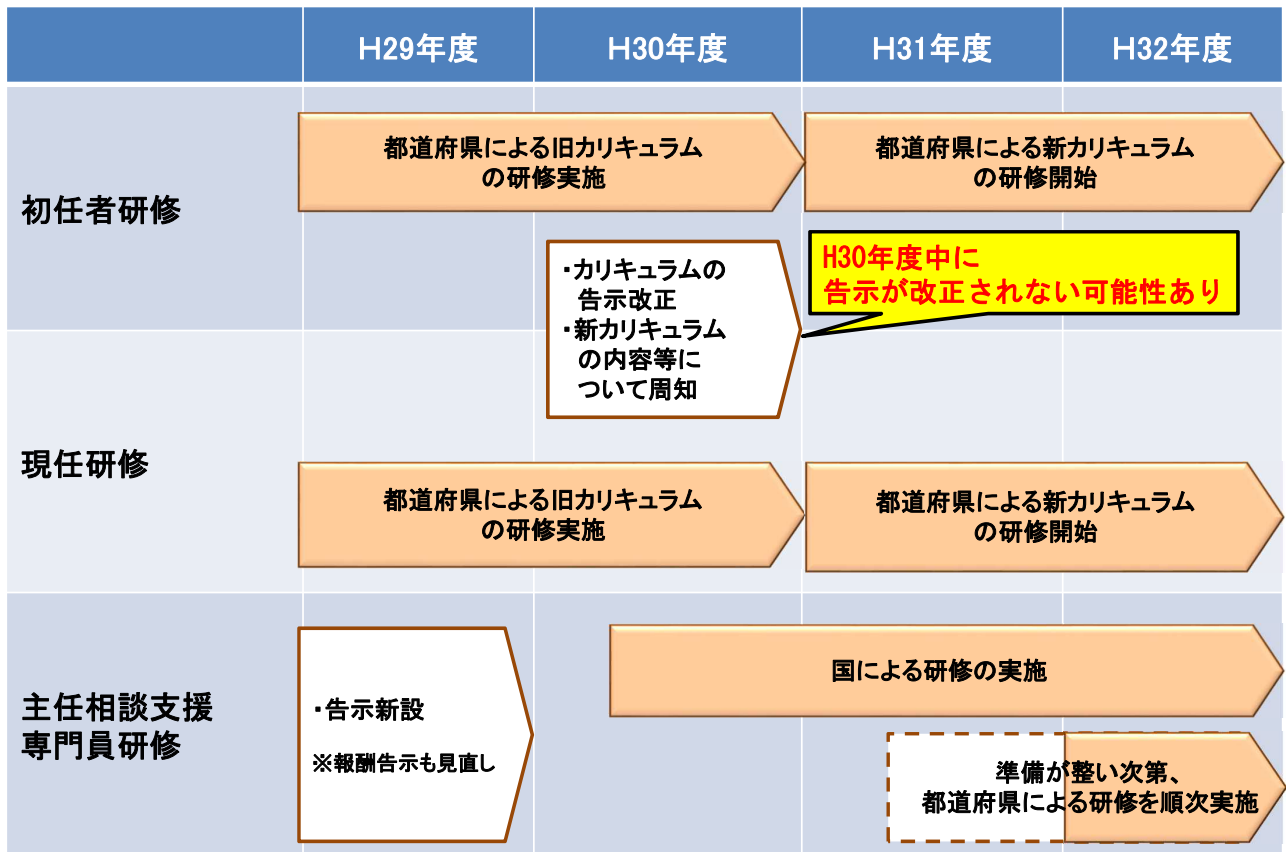 H29年度
H30年度
H31年度
H32年度
初任者研修
都道府県による旧カリキュラム
の研修実施
都道府県による新カリキュラム
の研修開始
・カリキュラムの
告示改正
・新カリキュラム
の内容等に
ついて周知
H30年度中に
告示が改正されない可能性あり
現任研修
都道府県による旧カリキュラム
の研修実施
都道府県による新カリキュラム
の研修開始
主任相談支援
専門員研修
・告示新設
※報酬告示も見直し
国による研修の実施
準備が整い次第、
都道府県による研修を順次実施